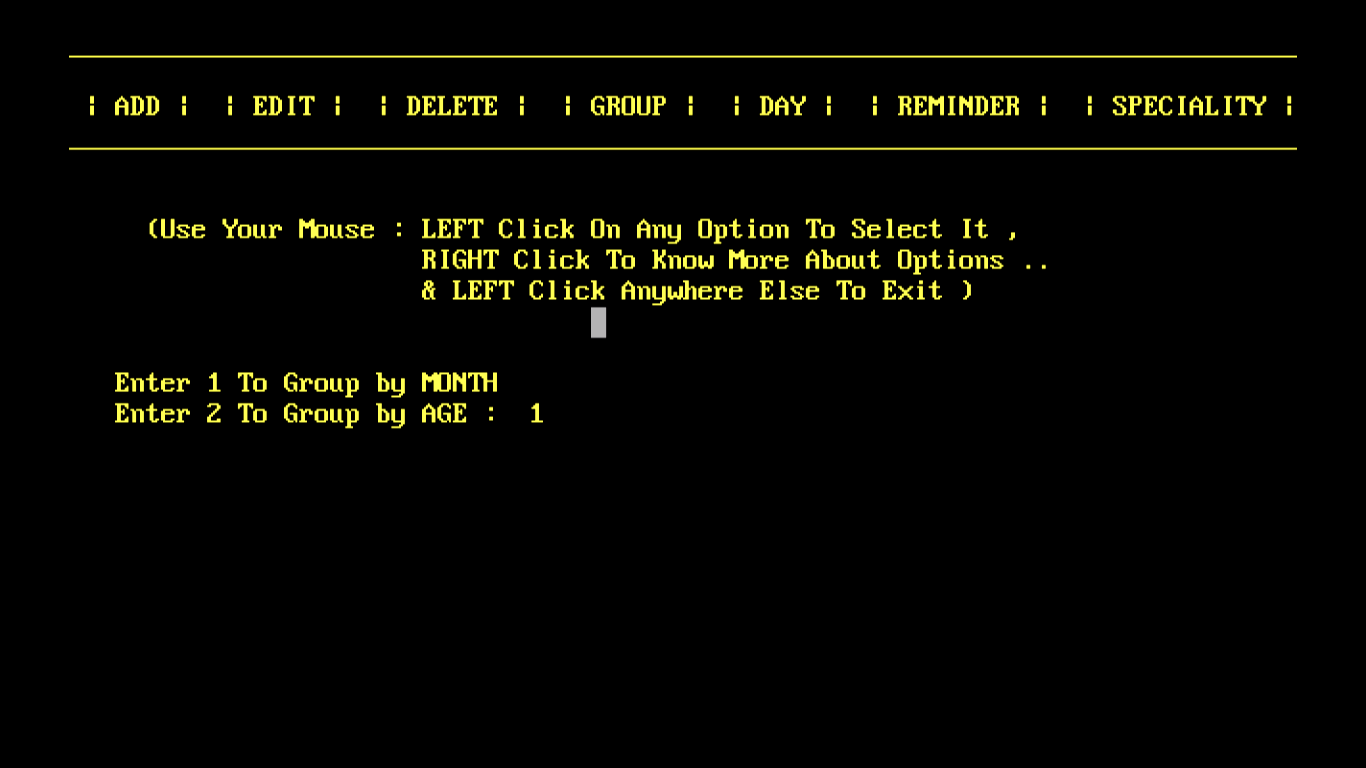 ¦ ADD ¦ ¦ EDIT ¦ ¦ DELETE ¦ ¦ GROUP ¦ ¦ DAY ¦ ¦ REMINDER ¦ ¦ SPECIALITY ¦
(Use Your Mouse : LEFT Click On Any Option To Select It ,
RIGHT Click To Know More About Options ..
& LEFT Click Anywhere Else To Exit )
Enter 1 To Group by MONTH
Enter 2 To Group by AGE : 1